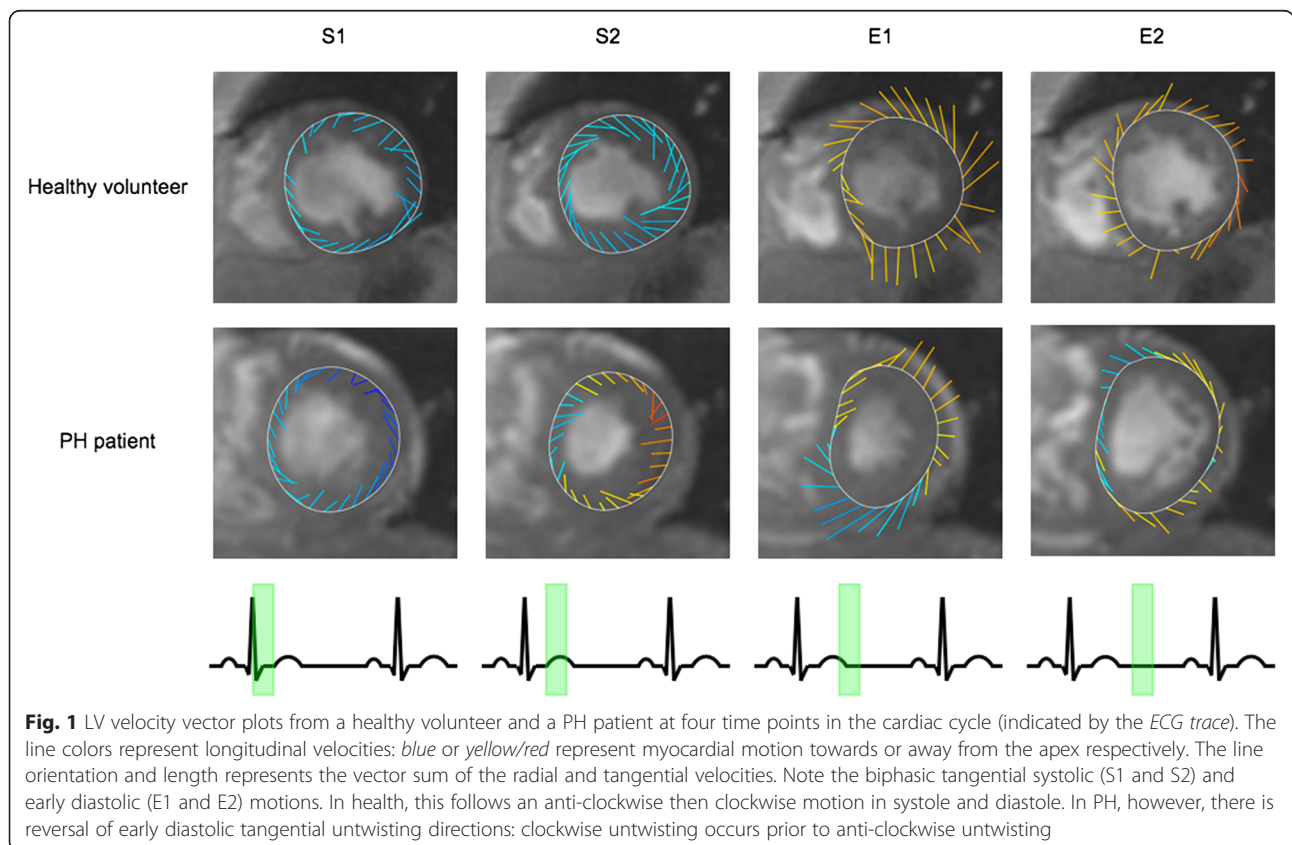 S1 S2 E1 E2
Healthy volunteer
PH patient
Fig. 1 LV velocity vector plots from a healthy volunteer and a PH patient at four time points in the cardiac cycle (indicated by the ECG trace). The
line colors represent longitudinal velocities: blue or yellow/red represent myocardial motion towards or away from the apex respectively. The line
orientation and length represents the vector sum of the radial and tangential velocities. Note the biphasic tangential systolic (S1 and S2) and
early diastolic (E1 and E2) motions. In health, this follows an anti-clockwise then clockwise motion in systole and diastole. In PH, however, there is
reversal of early diastolic tangential untwisting directions: clockwise untwisting occurs prior to anti-clockwise untwisting